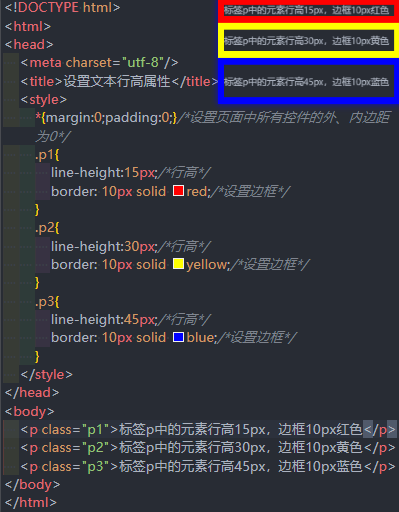 <!DOCTYPE html>
标签p中的元素行高15px，边框10px红色
<html>
<head>
标签p中的元素行高30px，边框10px黄色
<meta charset="utf-8"/>
<title>设置文本行高属性</title>
标签p中的元素行高45px，边框10px蓝色
<style>
*{margin:0;padding:0;}/*设置页面中所有控件的外、内边距
为0*/
.p1{
line-height:15px;/*行高*/
border: 10px solid red;/*设置边框*/
}
.p2{
line-height:30px;/*行高*/
border: 10px solid yellow;/*设置边框*/
}
.p3{
line-height:45px;/*行高*/
border: 10px solid blue;/*设置边框*/
}
</style>
</head>
<body>
<p class="p1">标签p中的元素行高15px，边框10px红色</p>
<p class="p2">标签p中的元素行高30px，边框10px黄色</p>
<p class="p3">标签p中的元素行高45px，边框10px蓝色</p>
</body>
</html>